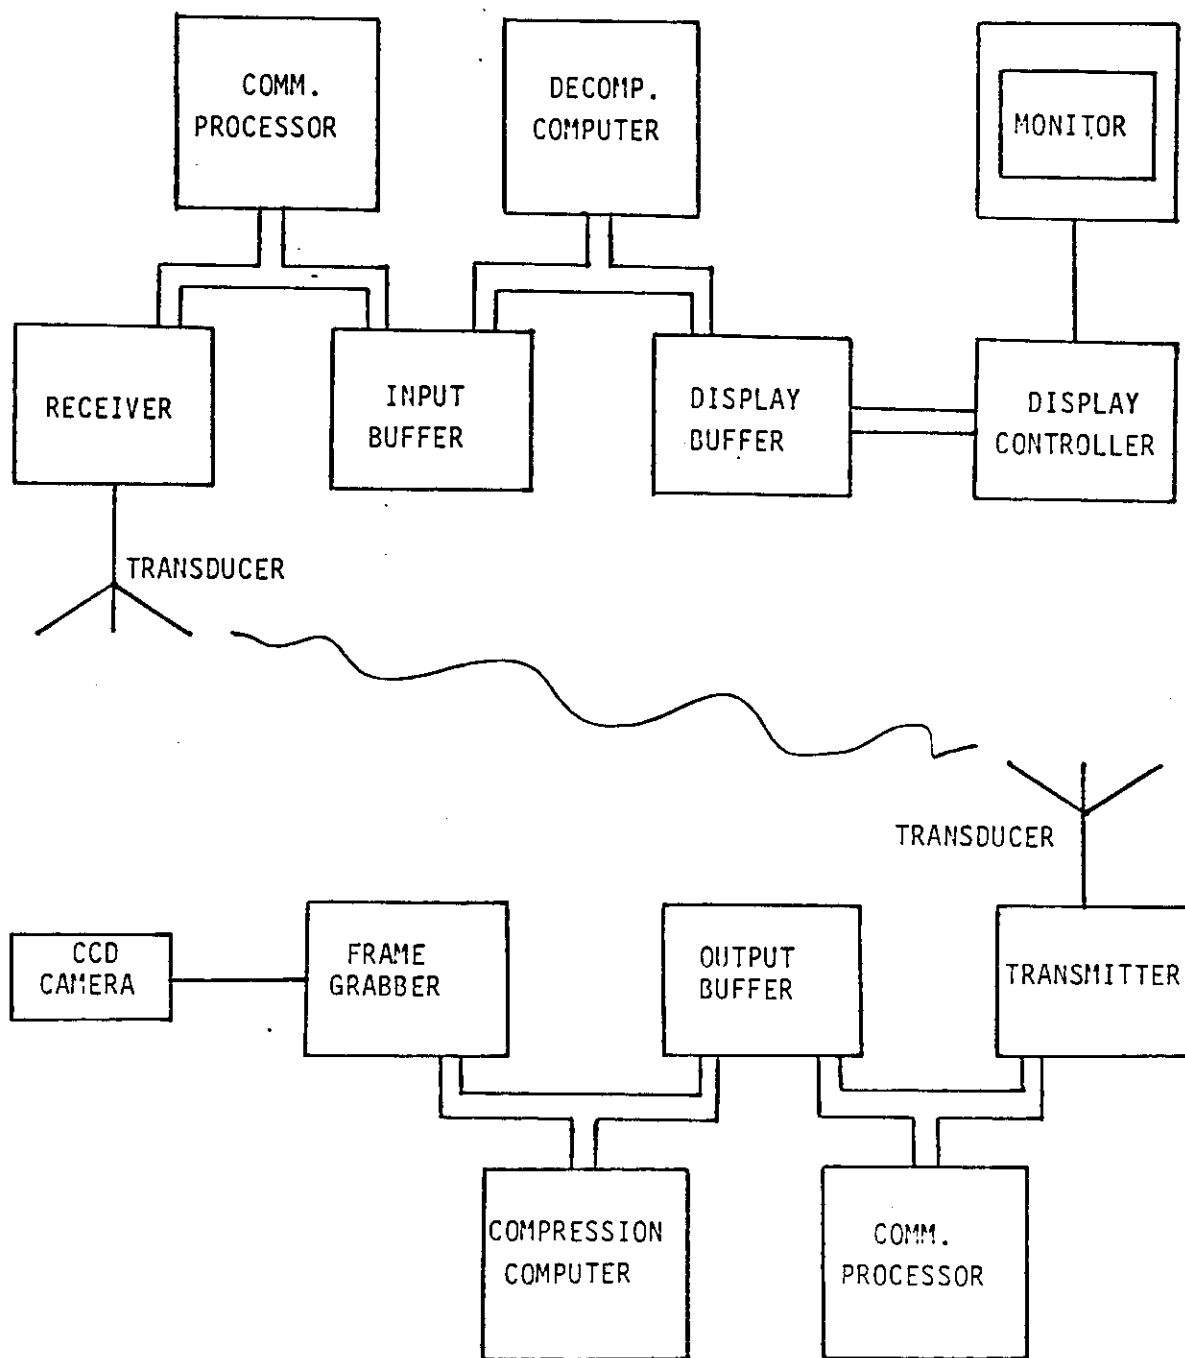 COMM.
PROCESSOR
DECOMP.
COMPUTER
MONITOR
RECEIVER
INPUT
BUFFER
DISPLAY
BUFFER
DISPLAY
CONTROLLER
TRANSDUCER
TRANSDUCER
CCD
CAMERA
FRAME
GRABBER
OUTPUT
BUFFER
TRANSMITTER
COMPRESSION
COMPUTER
COMM.
PROCESSOR